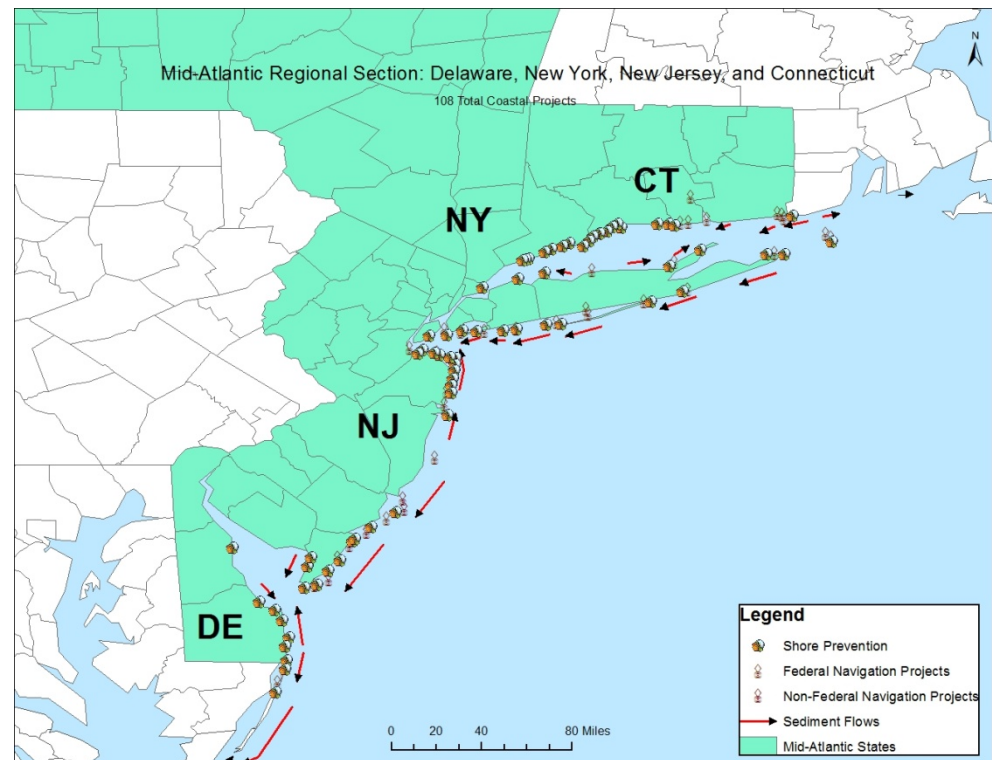 Mid-Atlantic Regional Section: Delaware, New York, New Jersey, and Connecticut
108 Total Coastal Projects
N
CT
NY
NJ
DE
Legend
Shore Prevention
Federal Navigation Projects
Non-Federal Navigation Projects
Sediment Flows
Mid-Atlantic States
0 20 40 80 Miles